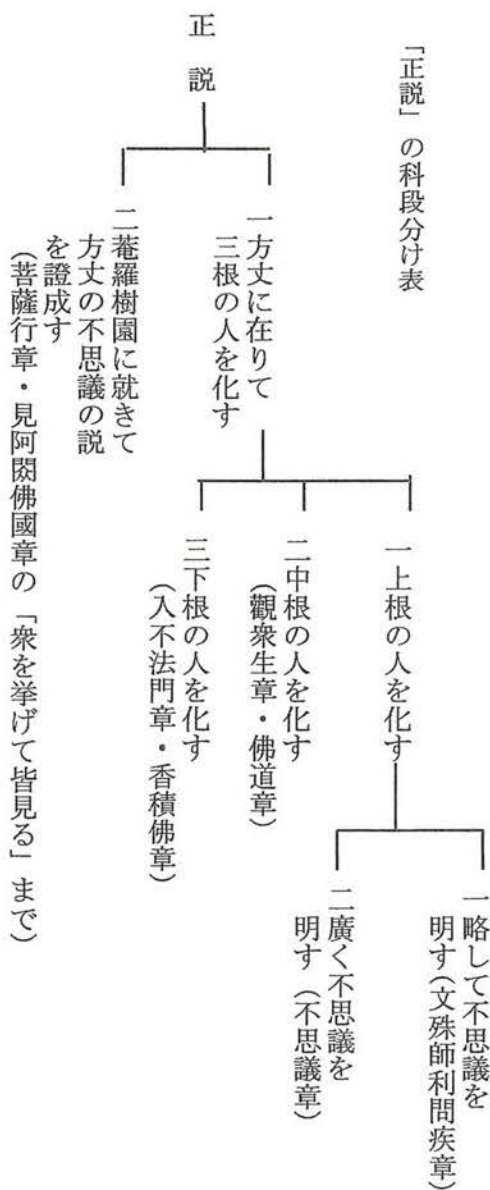 「正説」の科段分け表
正説
一方丈に在りて
三根の人を化す
一上根の人を化す
一略して不思議を
明す(文殊師利問疾章)
二廣く不思議を
明す(不思議章)
二中根の人を化す
(觀衆生章・佛道章)
三下根の人を化す
(入不法門章・香積佛章)
二菴羅樹園に就きて
方丈の不思議の説
を證成す
(菩薩行章・見阿閦佛國章の「衆を挙げて皆見る」まで)